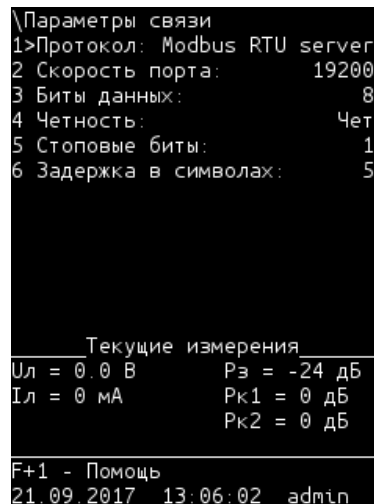 \Параметры связи
1>Протокол: Modbus RTU server
2 Скорость порта: 19200
3 Биты данных: 8
4 Четность: Чет
5 Стоповые биты: 1
6 Задержка в символах: 5
Текущие измерения
Uл = 0.0 В Рз = -24 дБ
Iл = 0 мА Рк1 = 0 дБ
Рк2 = 0 дБ
F+1 - Помощь
21.09.2017 13:06:02 admin